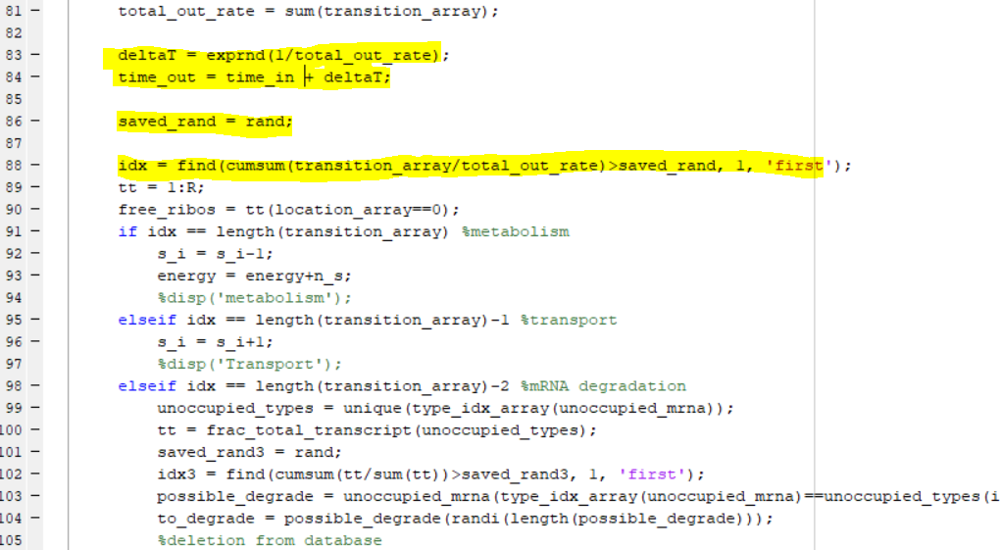 81 – total_out_rate = sum(transition_array);
82
83 – deltaT = exprnd(1/total_out_rate);
84 – time_out = time_in + deltaT;
85
86 – saved_rand = rand;
87
88 – idx = find(cumsum(transition_array/total_out_rate)>saved_rand, 1, 'first');
89 – tt = 1:R;
90 – free_ribos = tt(location_array==0);
91 – if idx == length(transition_array) %metabolism
92 – s_i = s_i-1;
93 – energy = energy+n_s;
94 %disp('metabolism');
95 – elseif idx == length(transition_array)-1 %transport
96 – s_i = s_i+1;
97 %disp('Transport');
98 – elseif idx == length(transition_array)-2 %mRNA degradation
99 – unoccupied_types = unique(type_idx_array(unoccupied_mrna));
100 – tt = frac_total_transcript(unoccupied_types);
101 – saved_rand3 = rand;
102 – idx3 = find(cumsum(tt/sum(tt))>saved_rand3, 1, 'first');
103 – possible_degrade = unoccupied_mrna(type_idx_array(unoccupied_mrna)==unoccupied_types(i
104 – to_degrade = possible_degrade(randi(length(possible_degrade)));
105 %deletion from database